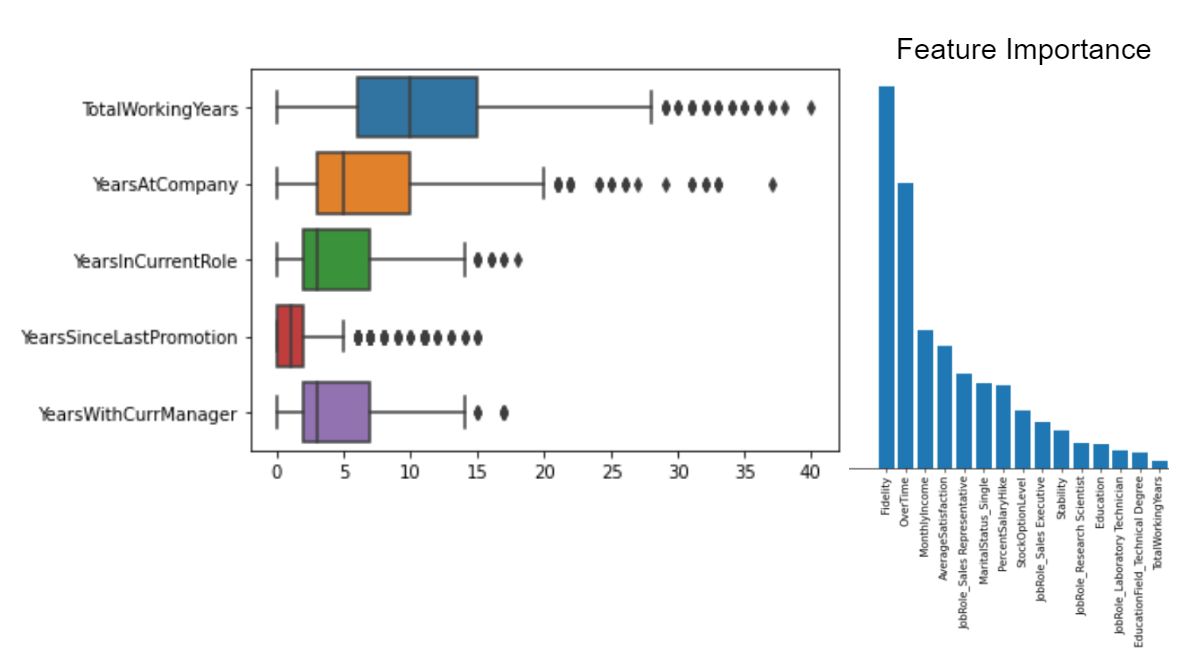 Feature Importance
TotalWorkingYears
YearsAtCompany
YearsInCurrentRole
YearsSinceLastPromotion
YearsWithCurrManager
0 5 10 15 20 25 30 35 40
Fidelity
OverTime
MonthlyIncome
AverageSatisfaction
JobRole_Sales Representative
MaritalStatus_Single
PercentSalaryHike
StockOptionLevel
JobRole_Sales Executive
Stability
JobRole_Research Scientist
Education
JobRole_Laboratory Technician
EducationField_Technical Degree
TotalWorkingYears